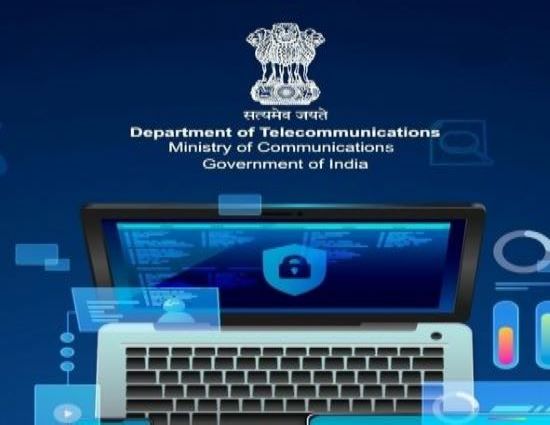 सत्यमेव जयते
Department of Telecommunications
Ministry of Communications
Government of India